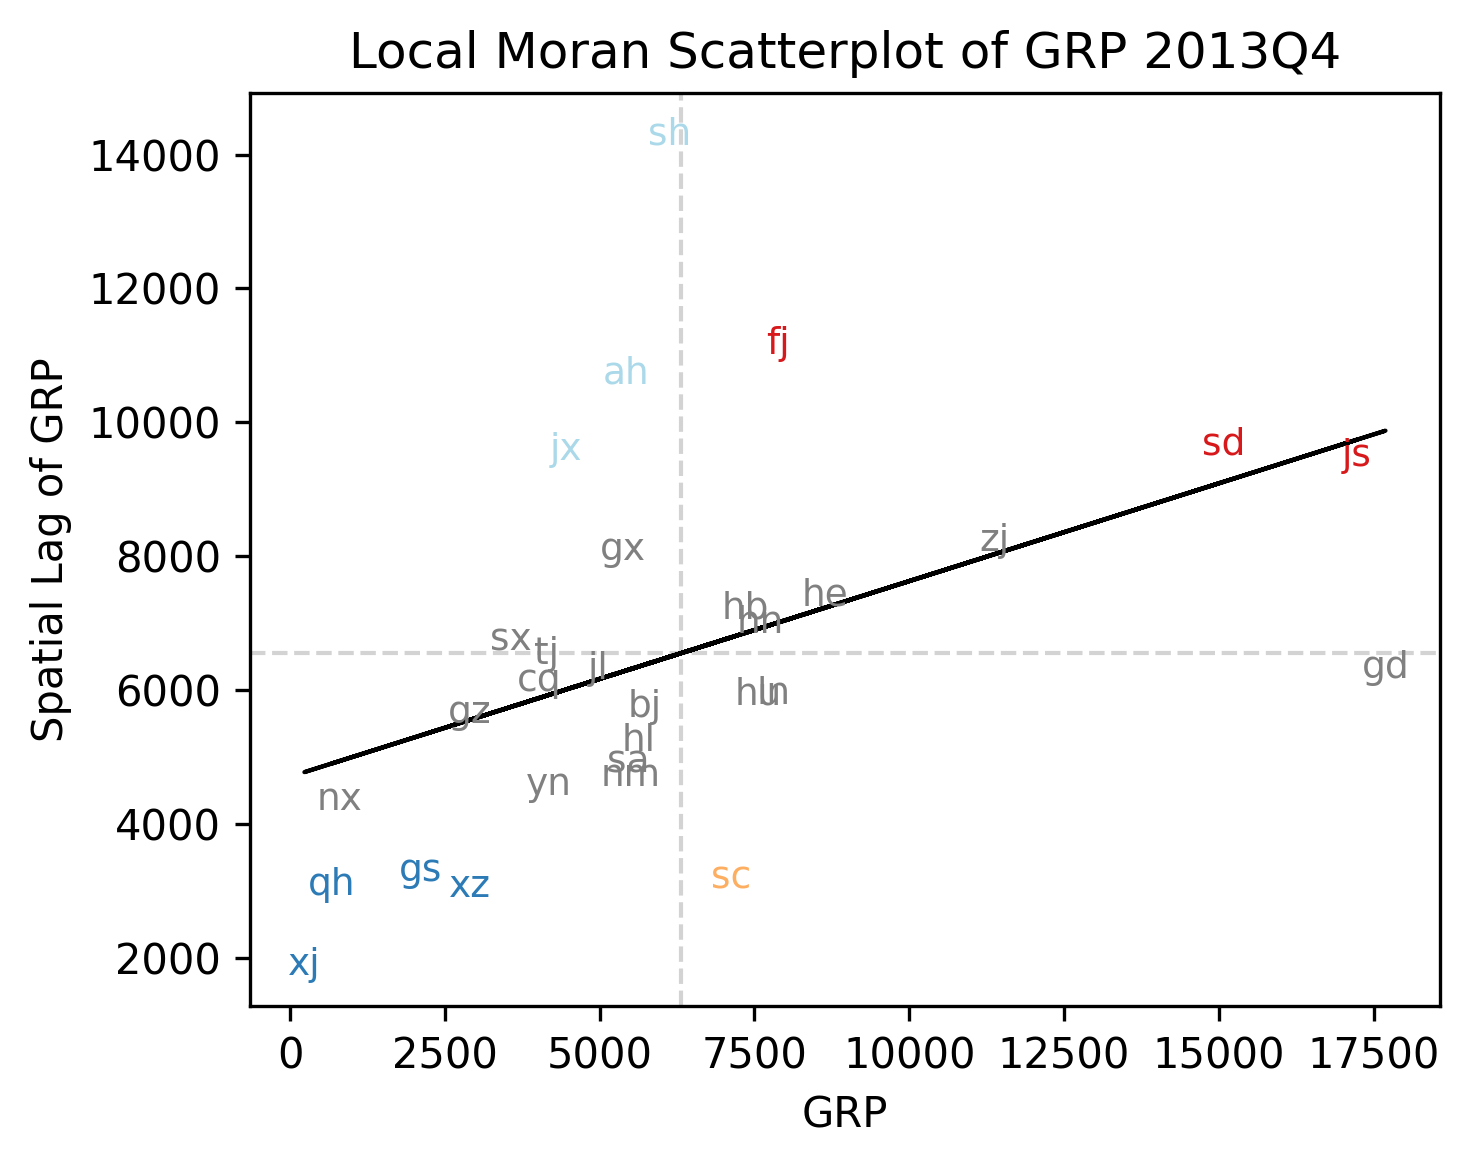 Local Moran Scatterplot of GRP 2013Q4
Spatial Lag of GRP
14000
12000
10000
8000
6000
4000
2000
sh
fj
ah
jx
sd
js
gx
zj
he
hb
hn
sx
tj
jl
gd
cq
bj
ln
gz
hl
sa
nm
yn
nx
gs
qh
xz
sc
xj
0 2500 5000 7500 10000 12500 15000 17500
GRP